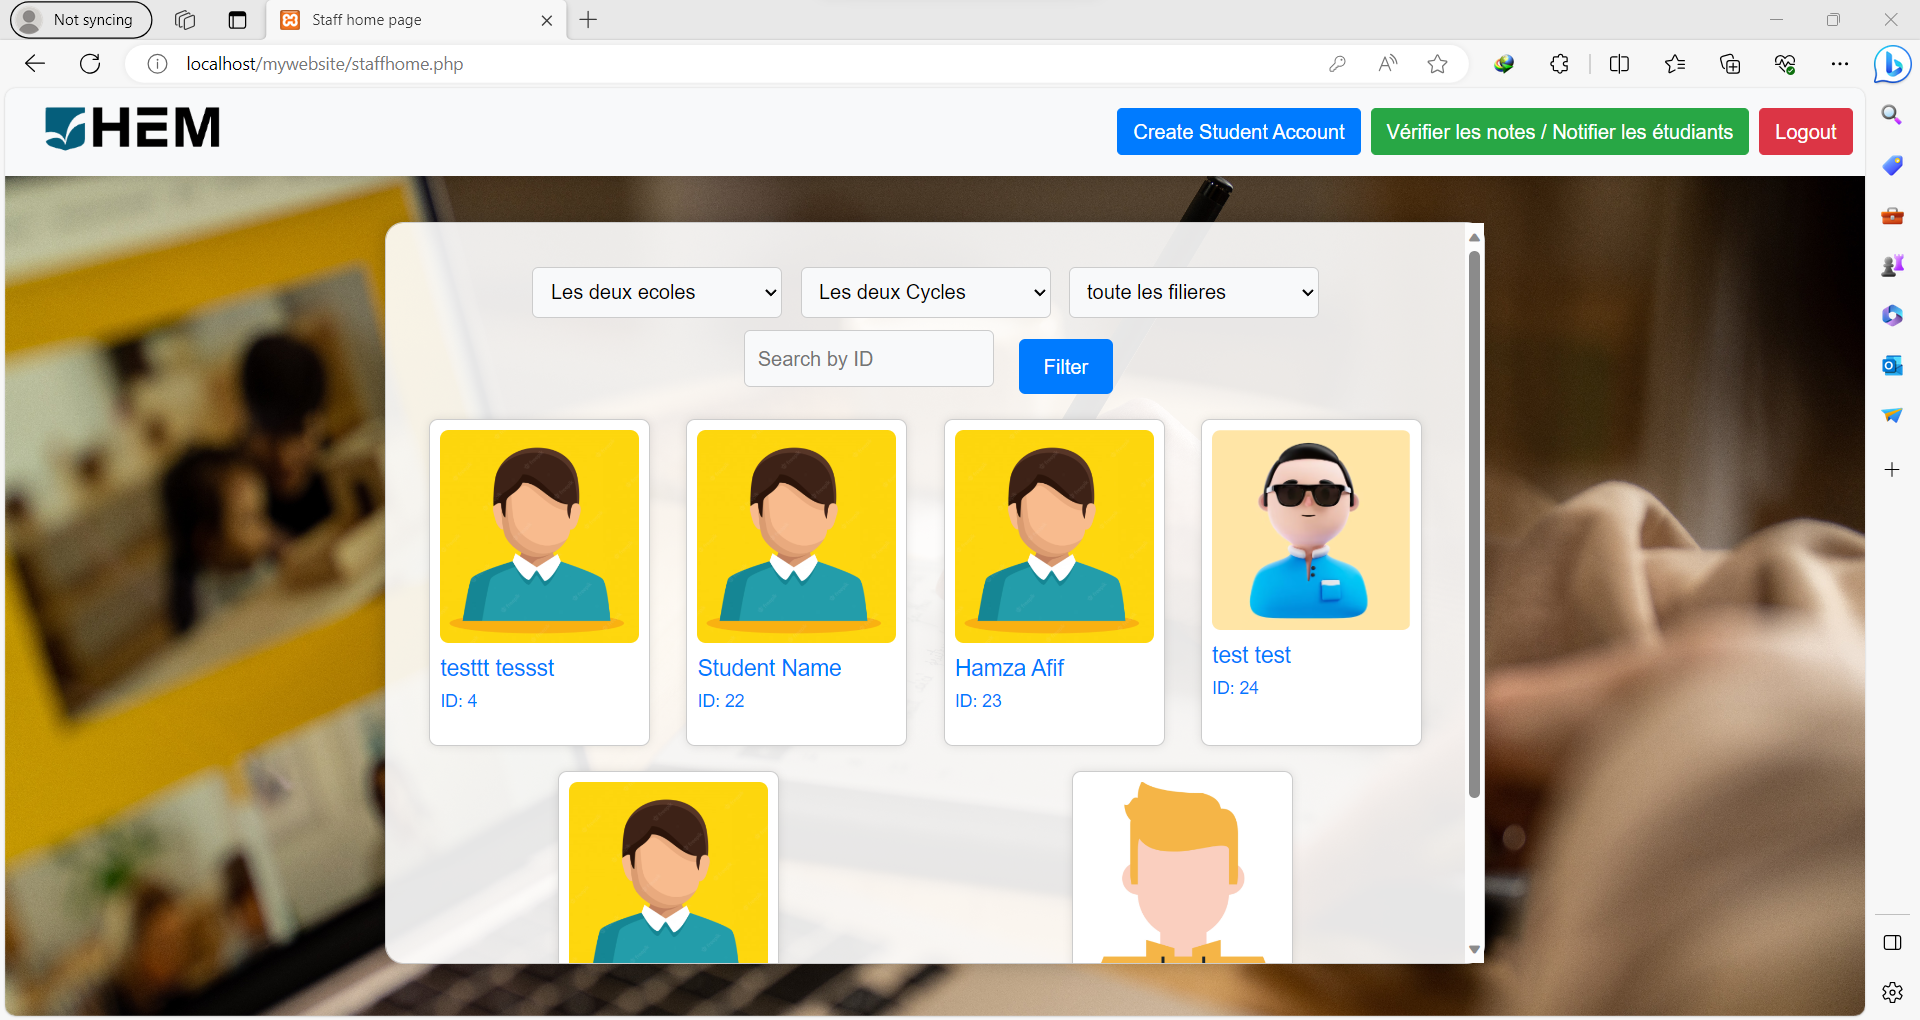 Not syncing
Staff home page
localhost/mywebsite/staffhome.php
HEM
Create Student Account
Vérifier les notes / Notifier les étudiants
Logout
Les deux ecoles
Les deux Cycles
toute les filieres
Search by ID
Filter
testtt tessst
ID: 4
Student Name
ID: 22
Hamza Afif
ID: 23
test test
ID: 24